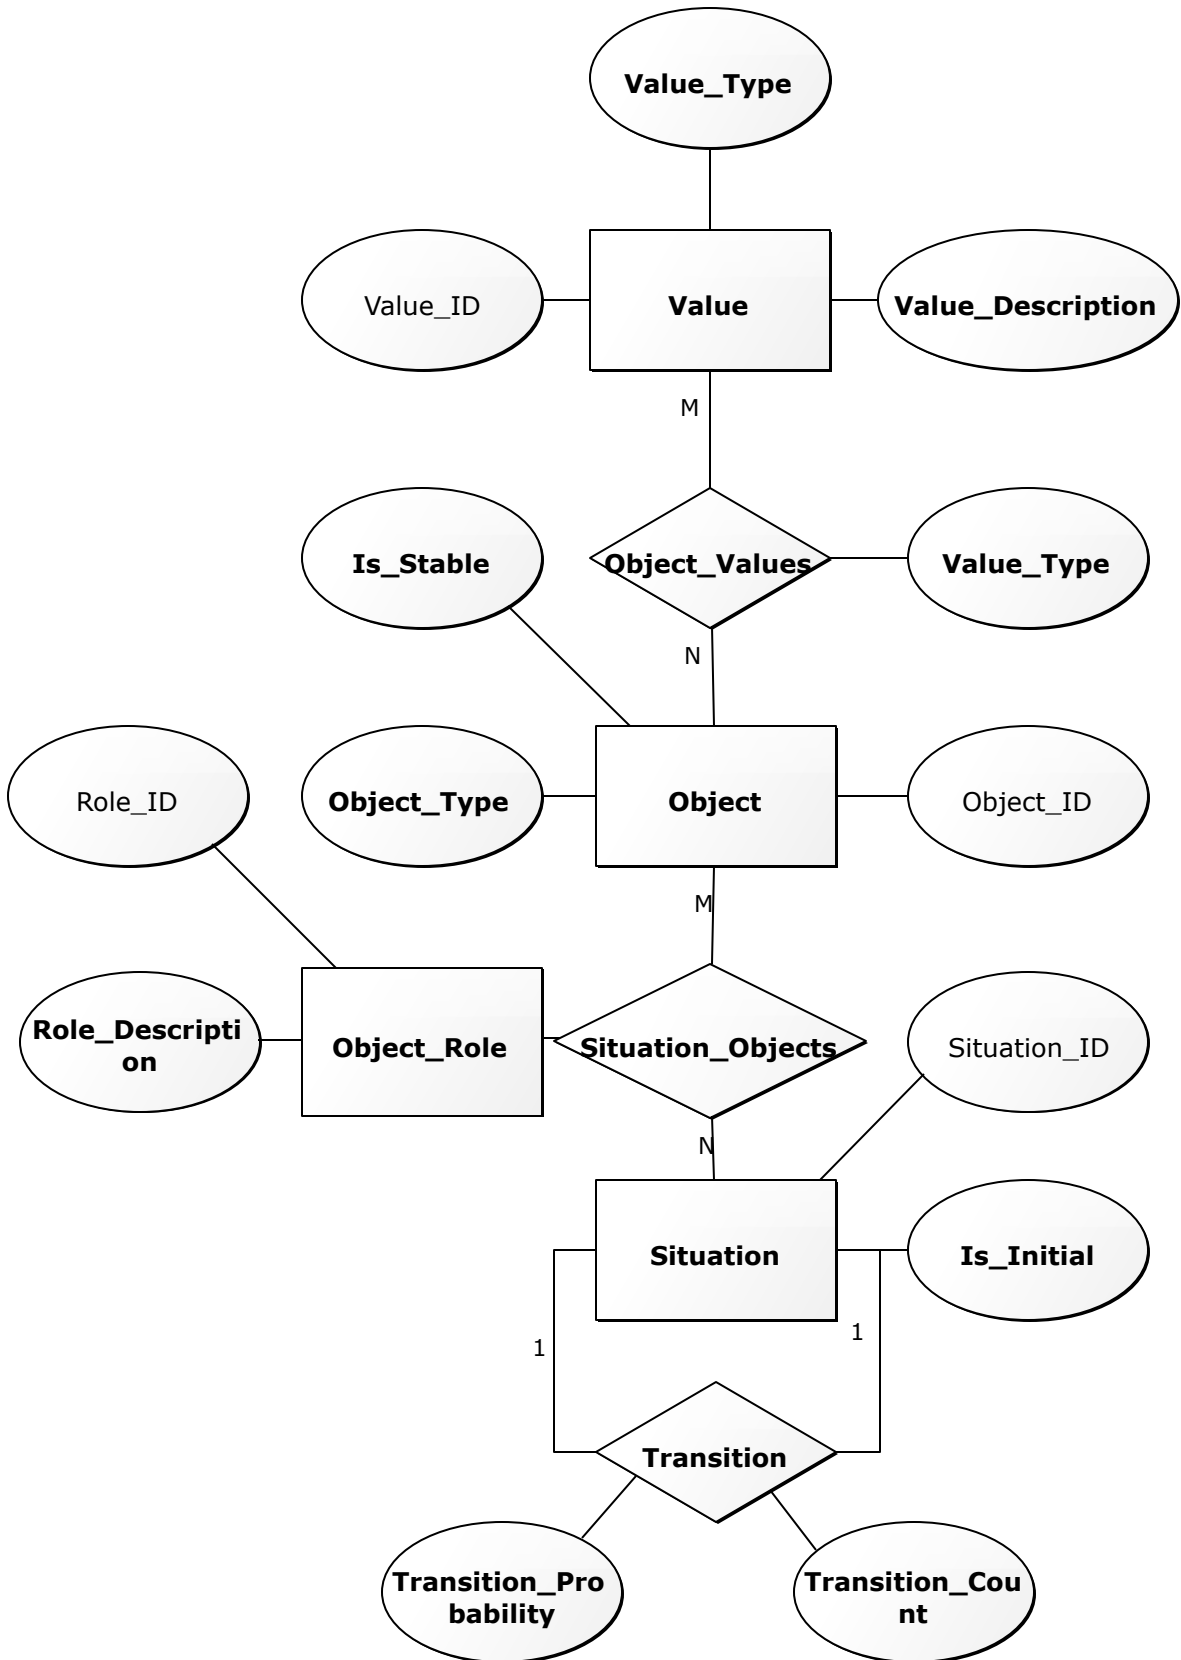 Value_Type
Value_ID
Value
Value_Description
M
Is_Stable
Object_Values
Value_Type
N
Role_ID
Object_Type
Object
Object_ID
M
Role_Descripti
on
Object_Role
Situation_Objects
Situation_ID
N
Situation
Is_Initial
1
1
Transition
Transition_Pro
bability
Transition_Cou
nt